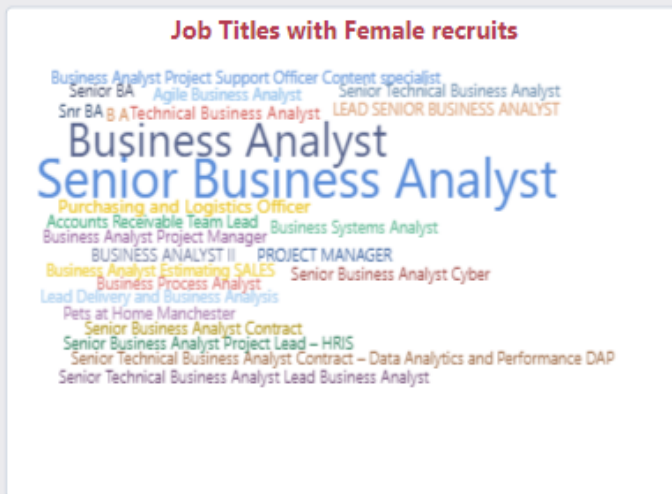 Job Titles with Female recruits
Business Analyst Project Support Officer Content specialist
Senior BA Agile Business Analyst Senior Technical Business Analyst
Snr BA B A Technical Business Analyst LEAD SENIOR BUSINESS ANALYST
Business Analyst
Senior Business Analyst
Purchasing and Logistics Officer
Accounts Receivable Team Lead Business Systems Analyst
Business Analyst Project Manager
BUSINESS ANALYST II PROJECT MANAGER
Business Analyst Estimating SALES Senior Business Analyst Cyber
Business Process Analyst
Lead Delivery and Business Analysis
Pets at Home Manchester
Senior Business Analyst Contract
Senior Business Analyst Project Lead – HRIS
Senior Technical Business Analyst Contract – Data Analytics and Performance DAP
Senior Technical Business Analyst Lead Business Analyst